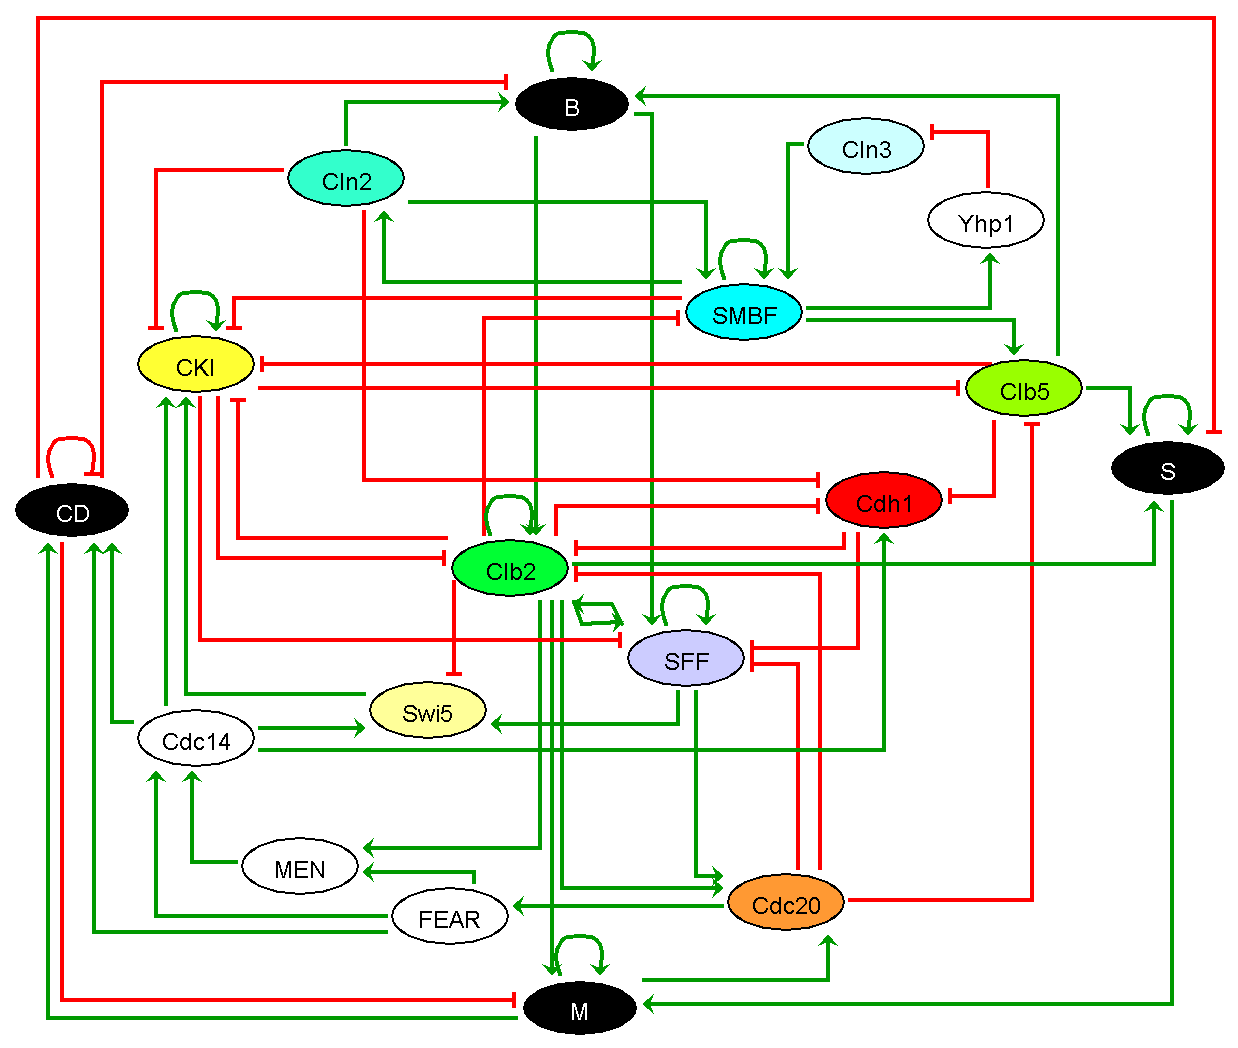 B
Cln3
Cln2
Yhp1
SMBF
CKI
Clb5
S
Cdh1
CD
Clb2
SFF
Swi5
Cdc14
MEN
Cdc20
FEAR
M